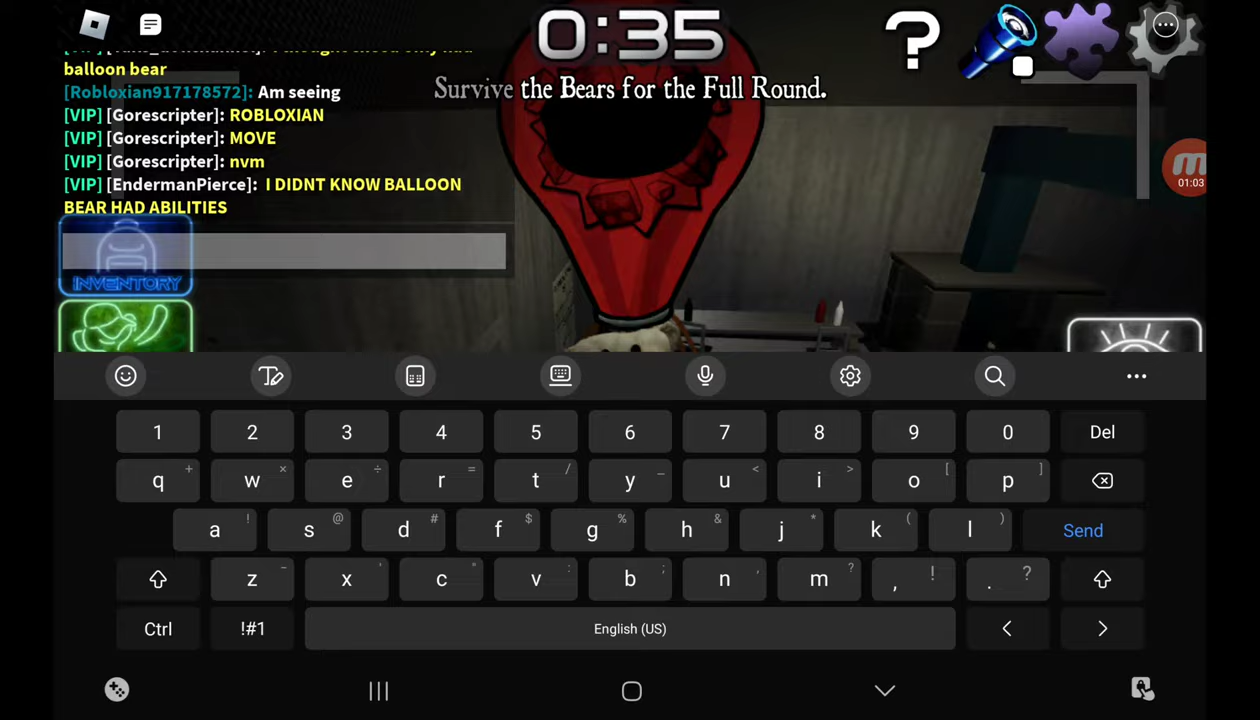 0:35
balloon bear
Survive the Bears for the Full Round.
[Robloxian917178572]: Am seeing
[VIP] [Gorescripter]: ROBLOXIAN
[VIP] [Gorescripter]: MOVE
[VIP] [Gorescripter]: nvm
[VIP] [EndermanPierce]: I DIDNT KNOW BALLOON
BEAR HAD ABILITIES
01:03
INVENTORY
1 2 3 4 5 6 7 8 9 0 Del
q + w × e ÷ r = t / y _ u < i > o [ p ]
a ! s @ d # f $ g % h & j * k ( l ) Send
z - x ' c " v : b ; n , m ? , ! . ?
Ctrl !#1 English (US) < >